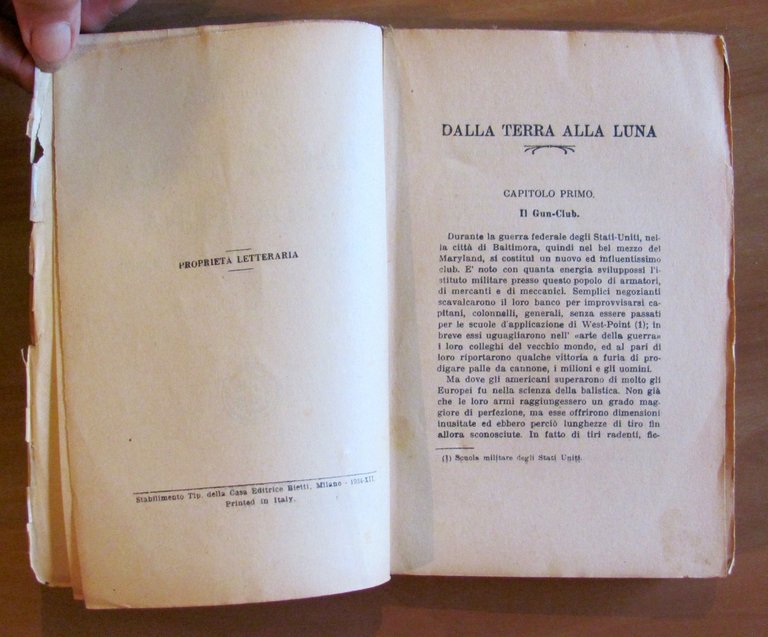 PROPRIETÀ LETTERARIA
Stabilimento Tip. della Casa Editrice Bietti, Milano - 1934-XII
Printed in Italy.
DALLA TERRA ALLA LUNA
CAPITOLO PRIMO.
Il Gun-Club.
Durante la guerra federale degli Stati-Uniti, nel-
la città di Baltimora, quindi nel bel mezzo del
Maryland, si costituì un nuovo ed influentissimo
club. E' noto con quanta energia sviluppossi l'i-
stituto militare presso questo popolo di armatori,
di mercanti e di meccanici. Semplici negozianti
scavalcarono il loro banco per improvvisarsi ca-
pitani, colonnelli, generali, senza essere passati
per le scuole d'applicazione di West-Point (1); in
breve essi uguagliarono nell' «arte della guerra»
i loro colleghi del vecchio mondo, ed al pari di
loro riportarono qualche vittoria a furia di pro-
digare palle da cannone, i milioni e gli uomini.
Ma dove gli americani superarono di molto gli
Europei fu nella scienza della balistica. Non già
che le loro armi raggiungessero un grado mag-
giore di perfezione, ma esse offrirono dimensioni
inusitate ed ebbero perciò lunghezze di tiro fin
allora sconosciute. In fatto di tiri radenti, fic-
(1) Scuola militare degli Stati Uniti.